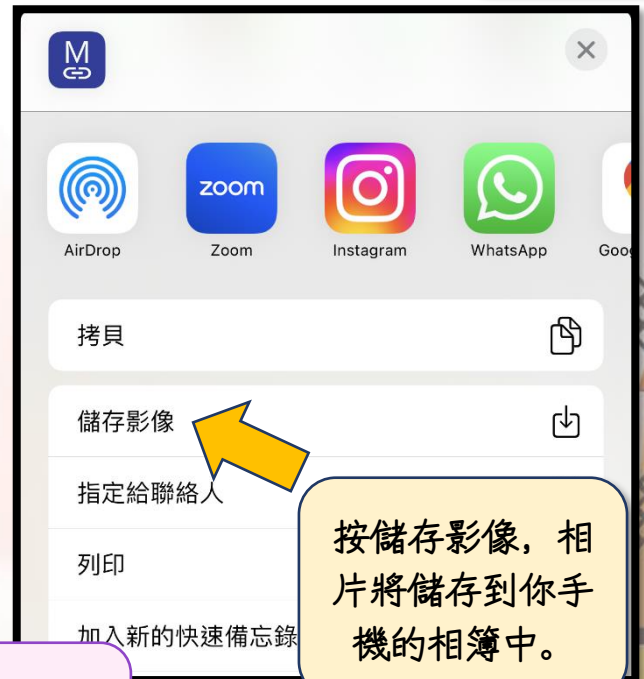 M
AirDrop
Zoom
Instagram
WhatsApp
Goo
zoom
拷貝
儲存影像
指定給聯絡人
列印
加入新的快速備忘錄
按儲存影像，相
片將儲存到你手
機的相簿中。